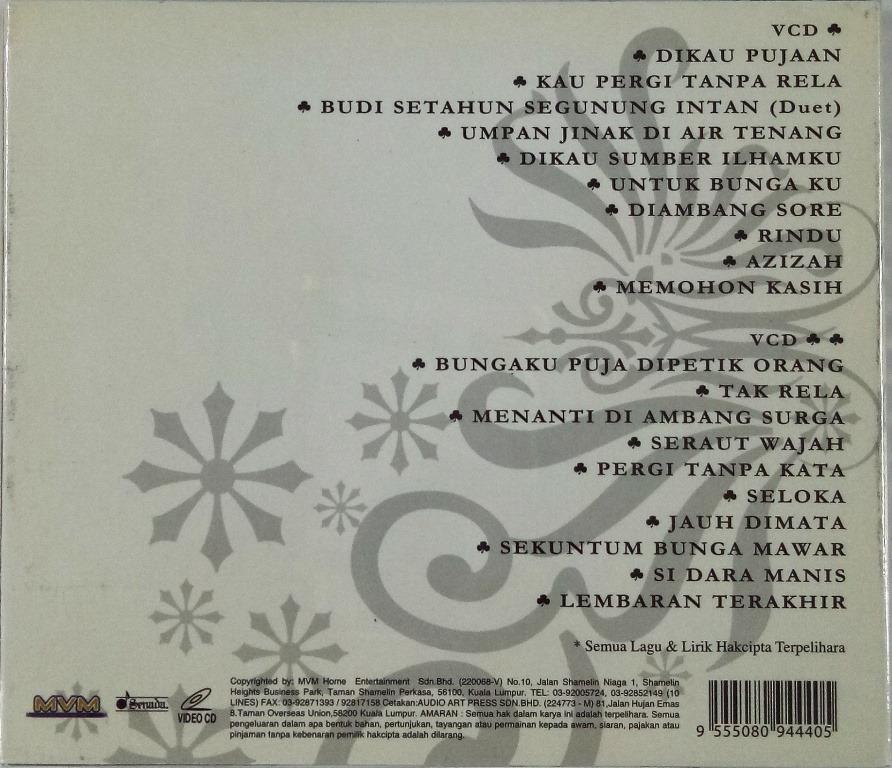 VCD ♣
♣ DIKAU PUJAAN
♣ KAU PERGI TANPA RELA
♣ BUDI SETAHUN SEGUNUNG INTAN (Duet)
♣ UMPAN JINAK DI AIR TENANG
♣ DIKAU SUMBER ILHAMKU
♣ UNTUK BUNGA KU
♣ DIAMBANG SORE
♣ RINDU
♣ AZIZAH
♣ MEMOHON KASIH
VCD ♣ ♣
♣ BUNGAKU PUJA DIPETIK ORANG
♣ TAK RELA
♣ MENANTI DI AMBANG SURGA
♣ SERAUT WAJAH
♣ PERGI TANPA KATA
♣ SELOKA
♣ JAUH DIMATA
♣ SEKUNTUM BUNGA MAWAR
♣ SI DARA MANIS
♣ LEMBARAN TERAKHIR
* Semua Lagu & Lirik Hakcipta Terpelihara
MVM Senada. VIDEO CD
Copyrighted by: MVM Home Entertainment Sdn.Bhd. (220068-V) No.10, Jalan Shamelin Niaga 1, Shamelin
Heights Business Park, Taman Shamelin Perkasa, 56100, Kuala Lumpur. TEL: 03-92005724, 03-92852149 (10
LINES) FAX: 03-92871393 / 92817158 Cetakan:AUDIO ART PRESS SDN.BHD. (224773 - M) 81,Jalan Hujan Emas
8,Taman Overseas Union,58200 Kuala Lumpur. AMARAN : Semua hak dalam karya ini adalah terpelihara. Semua
pengeluaran dalam apa bentuk bahan, pertunjukan, tayangan atau permainan kepada awam, siaran, pajakan atau
pinjaman tanpa kebenaran pemilik hakcipta adalah dilarang.
9 555080 944405